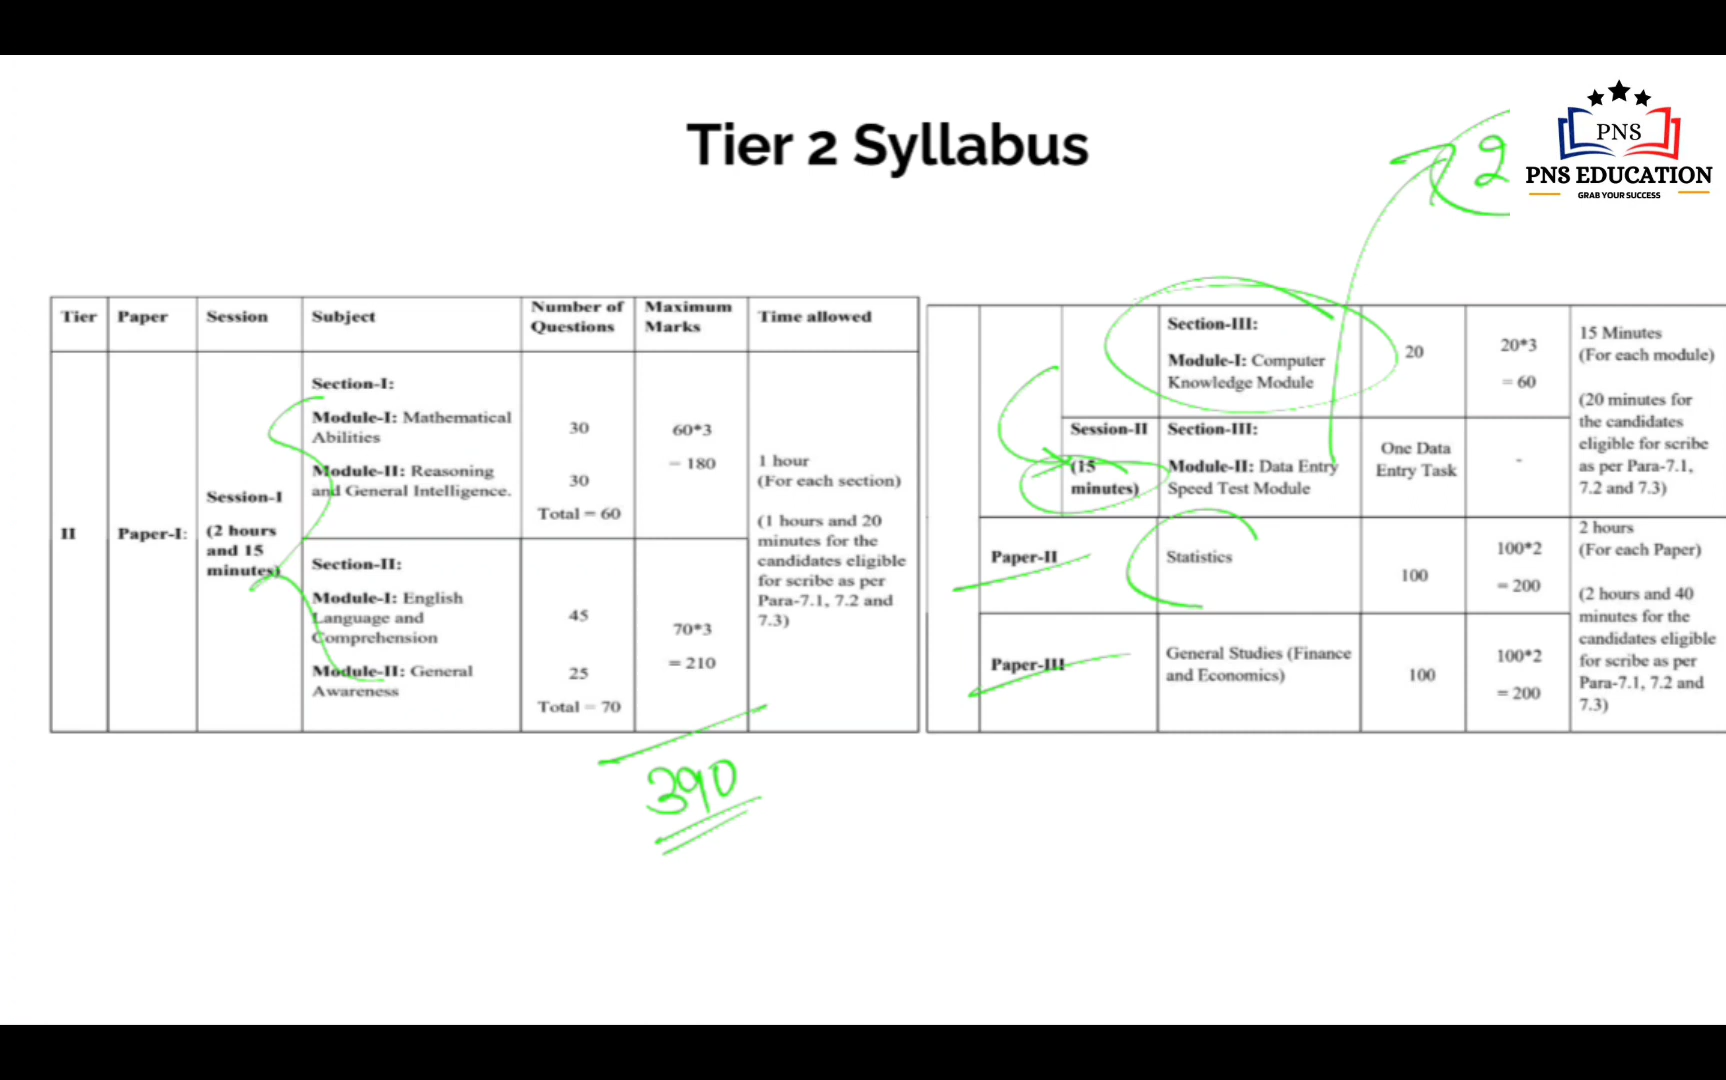 Tier 2 Syllabus
PNS
PNS EDUCATION
GRAB YOUR SUCCESS
2
Tier
Paper
Session
Subject
Number of
Questions
Maximum
Marks
Time allowed
II
Paper-I:
Session-I
(2 hours
and 15
minutes)
Section-I:
Module-I: Mathematical
Abilities
Module-II: Reasoning
and General Intelligence.
30
30
Total = 60
60*3
= 180
1 hour
(For each section)
(1 hours and 20
minutes for the
candidates eligible
for scribe as per
Para-7.1, 7.2 and
7.3)
Section-II:
Module-I: English
Language and
Comprehension
Module-II: General
Awareness
45
25
Total = 70
70*3
= 210
390
Section-III:
Module-I: Computer
Knowledge Module
20
20*3
= 60
15 Minutes
(For each module)
(20 minutes for
the candidates
eligible for scribe
as per Para-7.1,
7.2 and 7.3)
Session-II
(15
minutes)
Section-III:
Module-II: Data Entry
Speed Test Module
One Data
Entry Task
-
Paper-II
Statistics
100
100*2
= 200
2 hours
(For each Paper)
(2 hours and 40
minutes for the
candidates eligible
for scribe as per
Para-7.1, 7.2 and
7.3)
Paper-III
General Studies (Finance
and Economics)
100
100*2
= 200